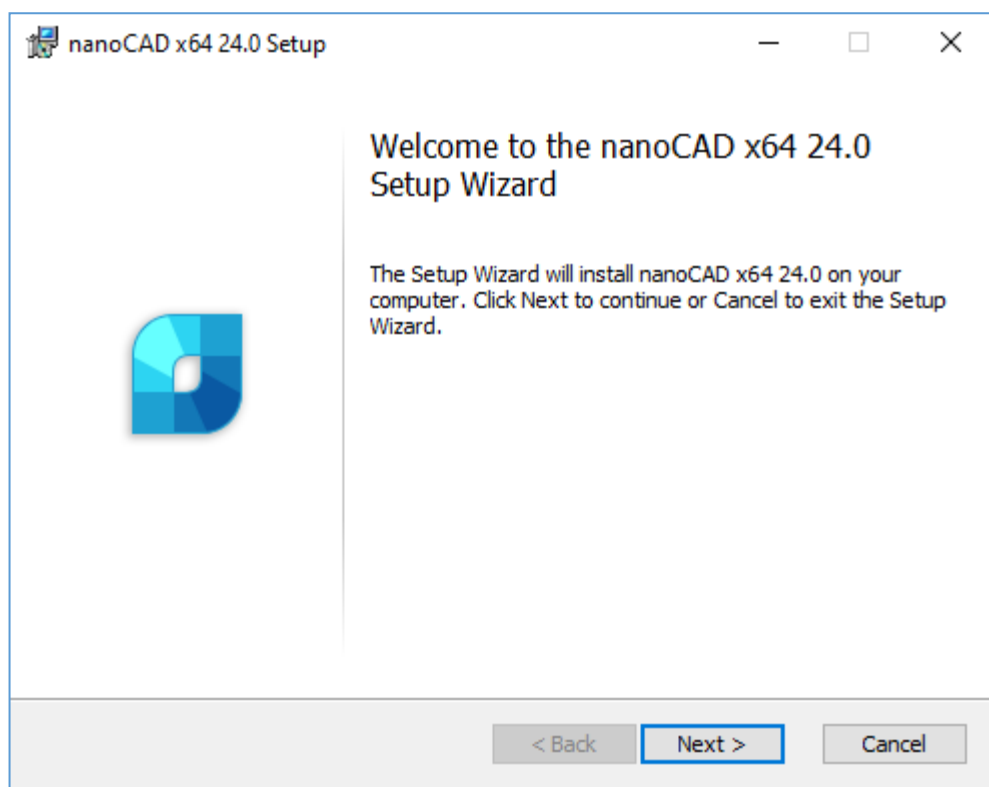 nanoCAD x64 24.0 Setup
Welcome to the nanoCAD x64 24.0
Setup Wizard
The Setup Wizard will install nanoCAD x64 24.0 on your
computer. Click Next to continue or Cancel to exit the Setup
Wizard.
< Back Next > Cancel